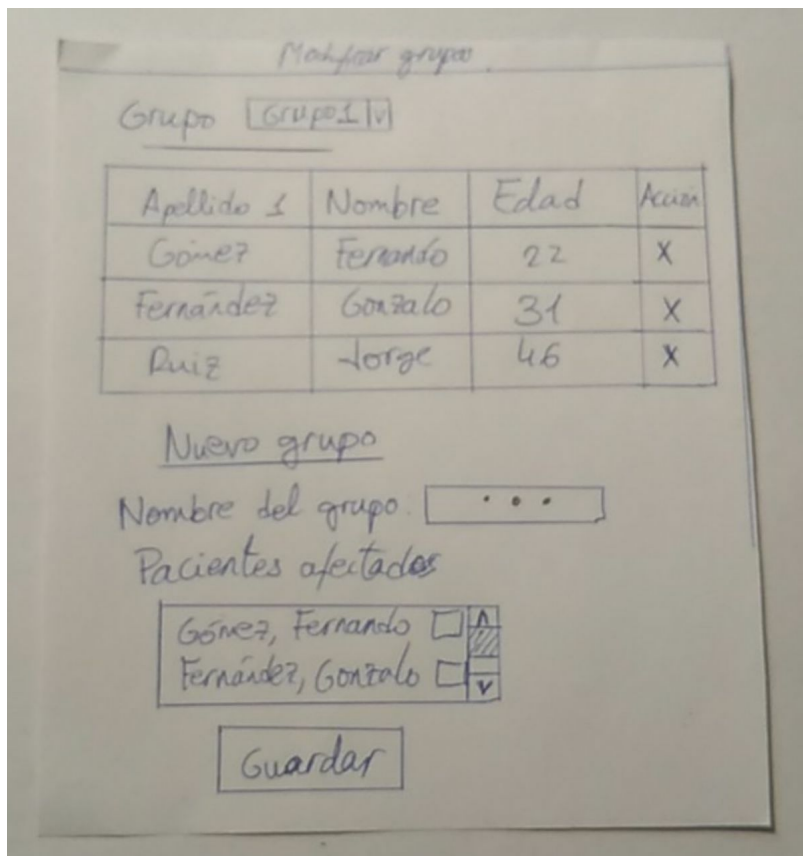 Modificar grupo
Grupo Grupo1 v
Apellido 1 Nombre Edad Acción
Gómez Fernando 22 X
Fernández Gonzalo 31 X
Ruiz Jorge 46 X
Nuevo grupo
Nombre del grupo: ...
Pacientes afectados
Gómez, Fernando
Fernández, Gonzalo
Guardar